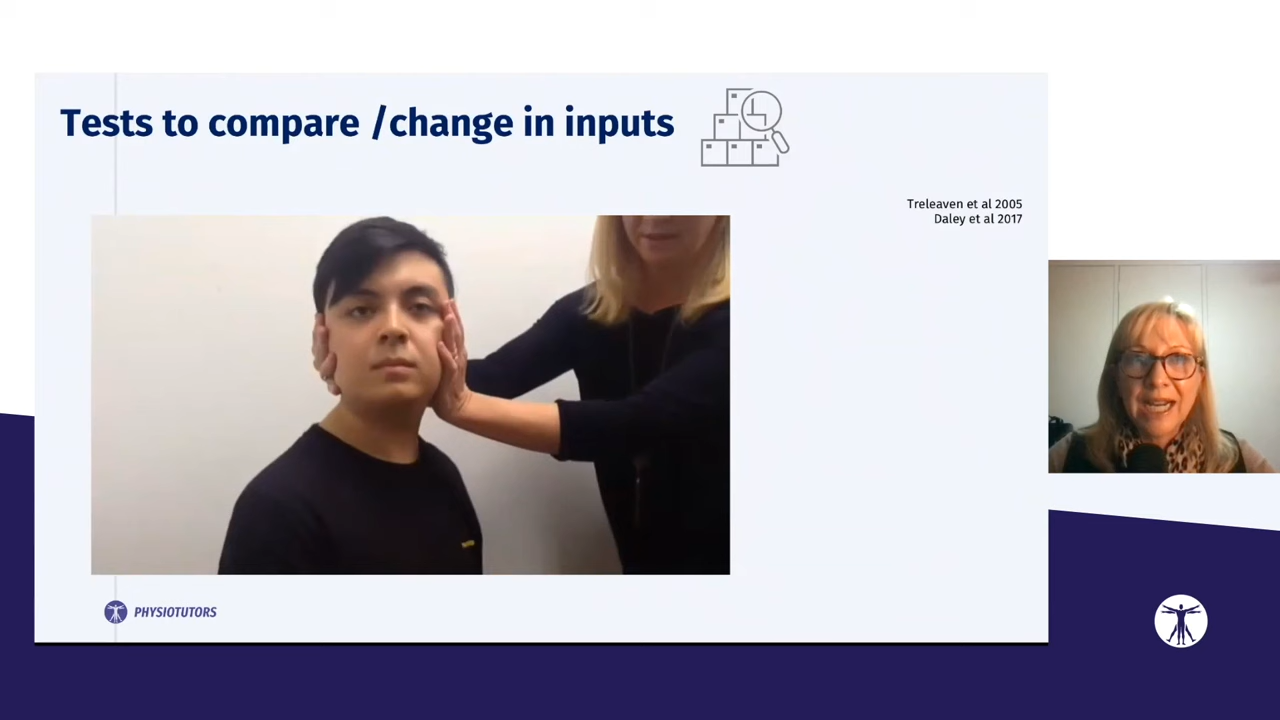 Tests to compare /change in inputs
Treleaven et al 2005
Daley et al 2017
PHYSIOTUTORS